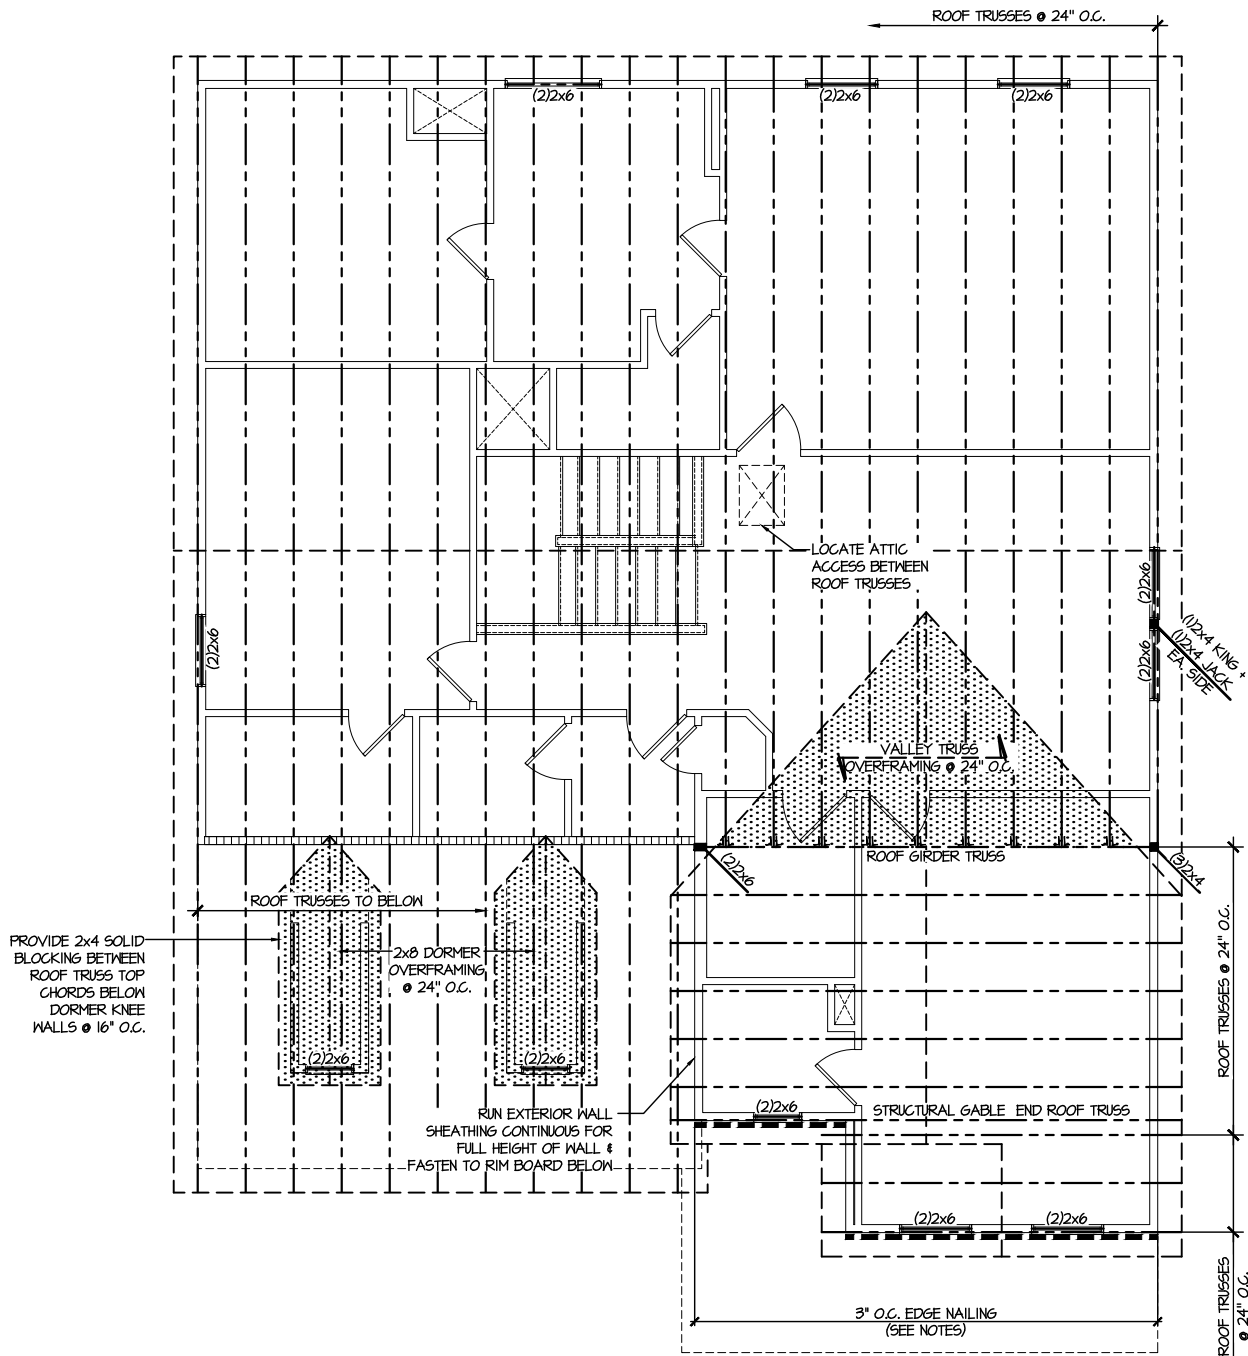 ROOF TRUSSES @ 24" O.C.
(2)2x6
(2)2x6
(2)2x6
LOCATE ATTIC
ACCESS BETWEEN
ROOF TRUSSES
(2)2x6
(2)2x6
(2)2x6
(1)2x4 KING +
(1)2x4 JACK
EA. SIDE
VALLEY TRUSS
OVERFRAMING @ 24" O.C.
ROOF GIRDER TRUSS
(2)2x6
(3)2x4
ROOF TRUSSES TO BELOW
PROVIDE 2x4 SOLID
BLOCKING BETWEEN
ROOF TRUSS TOP
CHORDS BELOW
DORMER KNEE
WALLS @ 16" O.C.
2x8 DORMER
OVERFRAMING
@ 24" O.C.
ROOF TRUSSES @ 24" O.C.
(2)2x6
(2)2x6
RUN EXTERIOR WALL
SHEATHING CONTINUOUS FOR
FULL HEIGHT OF WALL &
FASTEN TO RIM BOARD BELOW
(2)2x6
STRUCTURAL GABLE END ROOF TRUSS
(2)2x6
(2)2x6
3" O.C. EDGE NAILING
(SEE NOTES)
ROOF TRUSSES
@ 24" O.C.